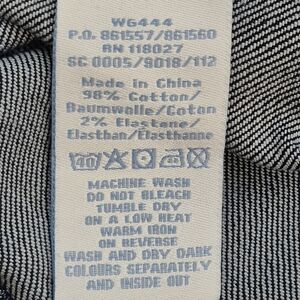 WG444
P.O. 861557/861560
RN 118027
SC 0005/9018/112
Made in China
98% Cotton/
Baumwolle/Coton
2% Elastane/
Elasthan/Elasthanne
40
MACHINE WASH
DO NOT BLEACH
TUMBLE DRY
ON A LOW HEAT
WARM IRON
ON REVERSE
WASH AND DRY DARK
COLOURS SEPARATELY
AND INSIDE OUT